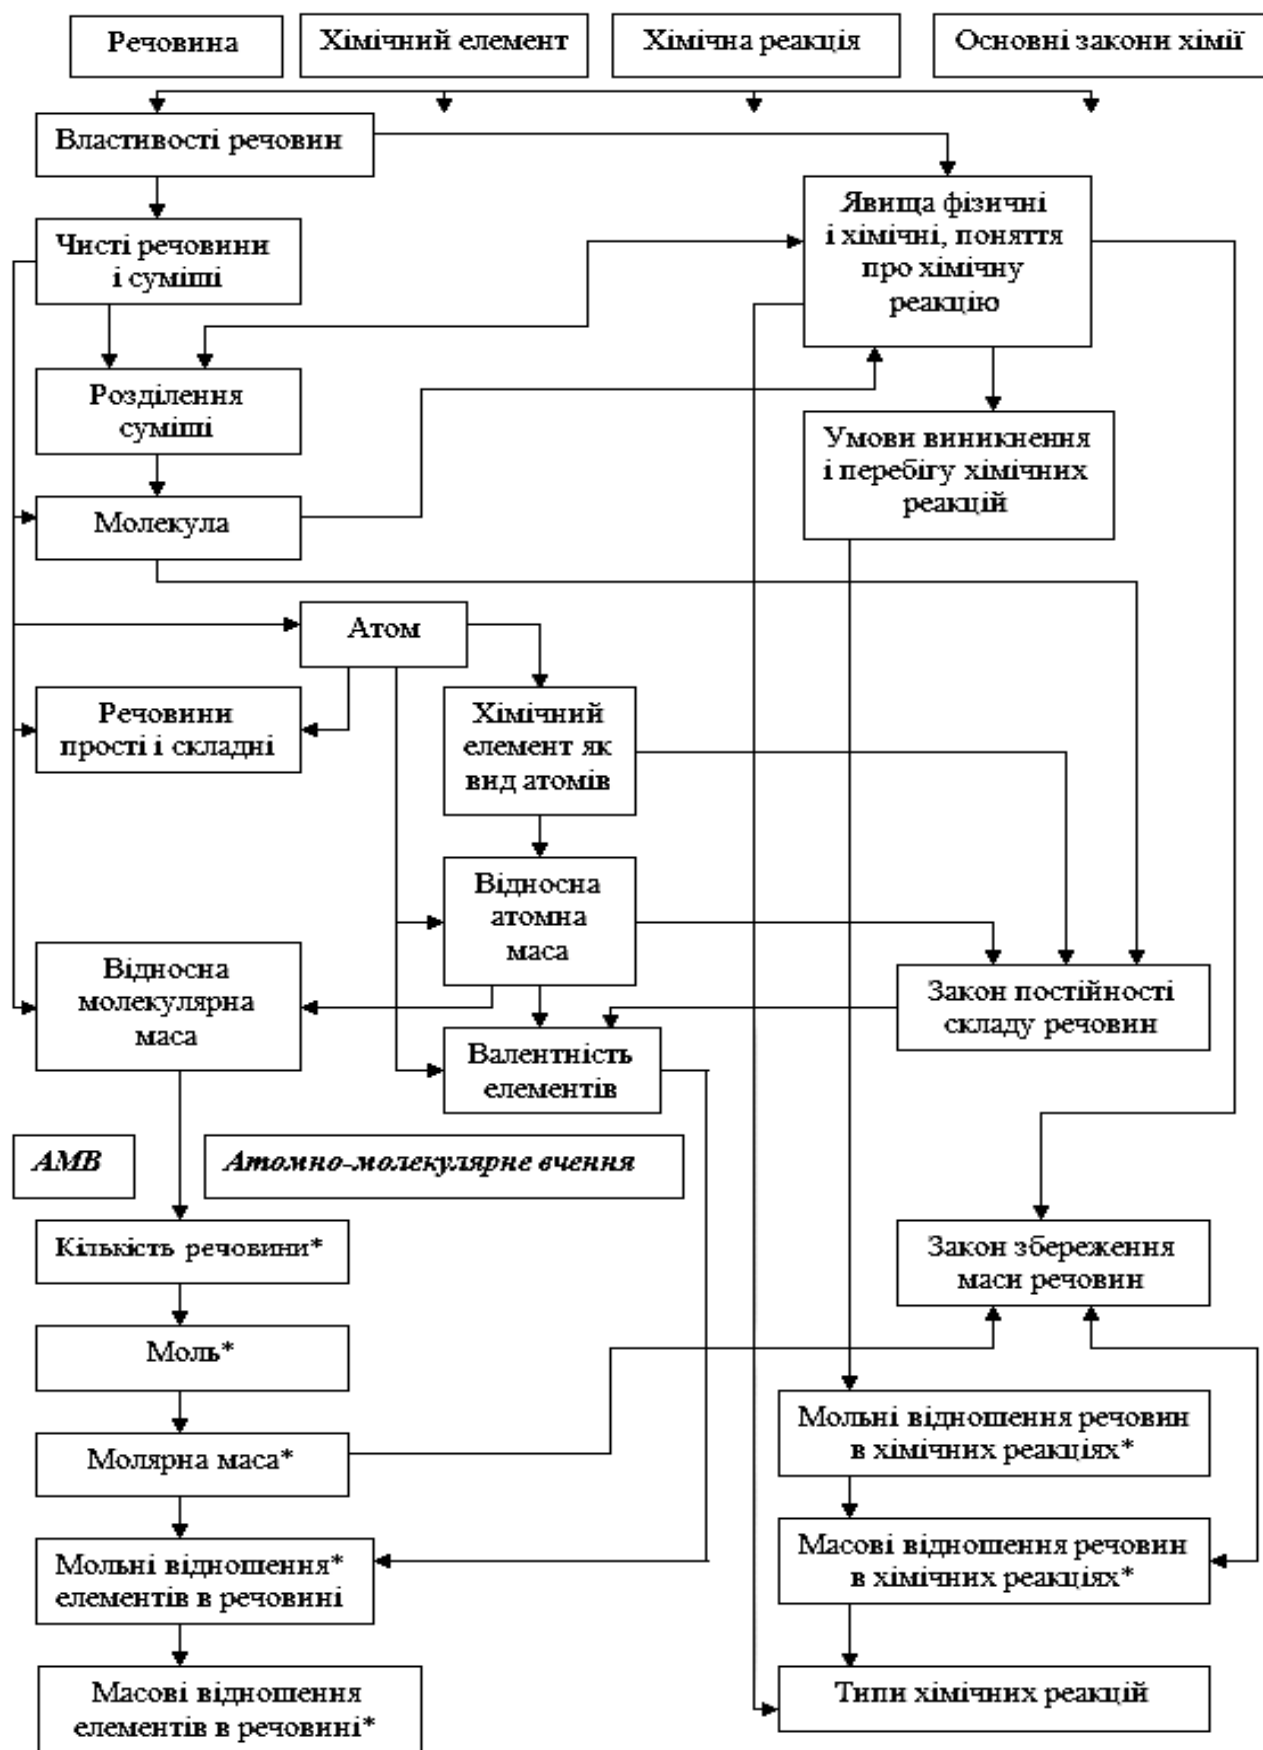 Речовина
Хімічний елемент
Хімічна реакція
Основні закони хімії
Властивості речовин
Явища фізичні
і хімічні, поняття
про хімічну
реакцію
Чисті речовини
і суміші
Розділення
суміші
Умови виникнення
і перебігу хімічних
реакцій
Молекула
Атом
Речовини
прості і складні
Хімічний
елемент як
вид атомів
Відносна
атомна
маса
Відносна
молекулярна
маса
Закон постійності
складу речовин
Валентність
елементів
АМВ
Атомно-молекулярне вчення
Кількість речовини*
Закон збереження
маси речовин
Моль*
Молярна маса*
Мольні відношення речовин
в хімічних реакціях*
Мольні відношення*
елементів в речовині
Масові відношення речовин
в хімічних реакціях*
Масові відношення
елементів в речовині*
Типи хімічних реакцій